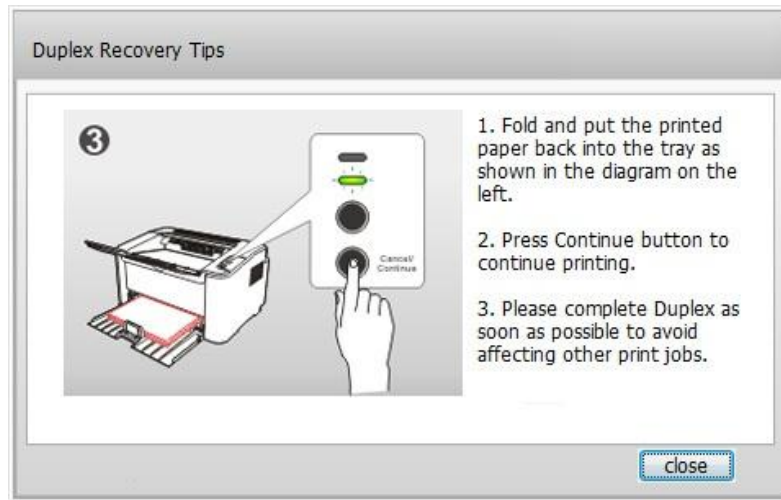 Duplex Recovery Tips
3
Cancel/
Continue
1. Fold and put the printed
paper back into the tray as
shown in the diagram on the
left.
2. Press Continue button to
continue printing.
3. Please complete Duplex as
soon as possible to avoid
affecting other print jobs.
close